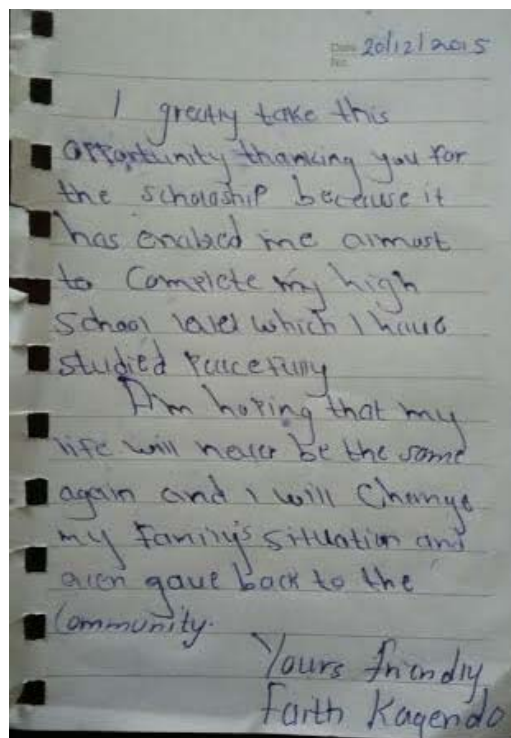 Date 20/12/2015
No.
I greatly take this
opportunity thanking you for
the scholaship because it
has enabled me almost
to complete my high
school level which I have
studied peacefully
Am hoping that my
life will never be the same
again and I will change
my family's situation and
even gave back to the
community.
Yours friendly
Faith Kagendo